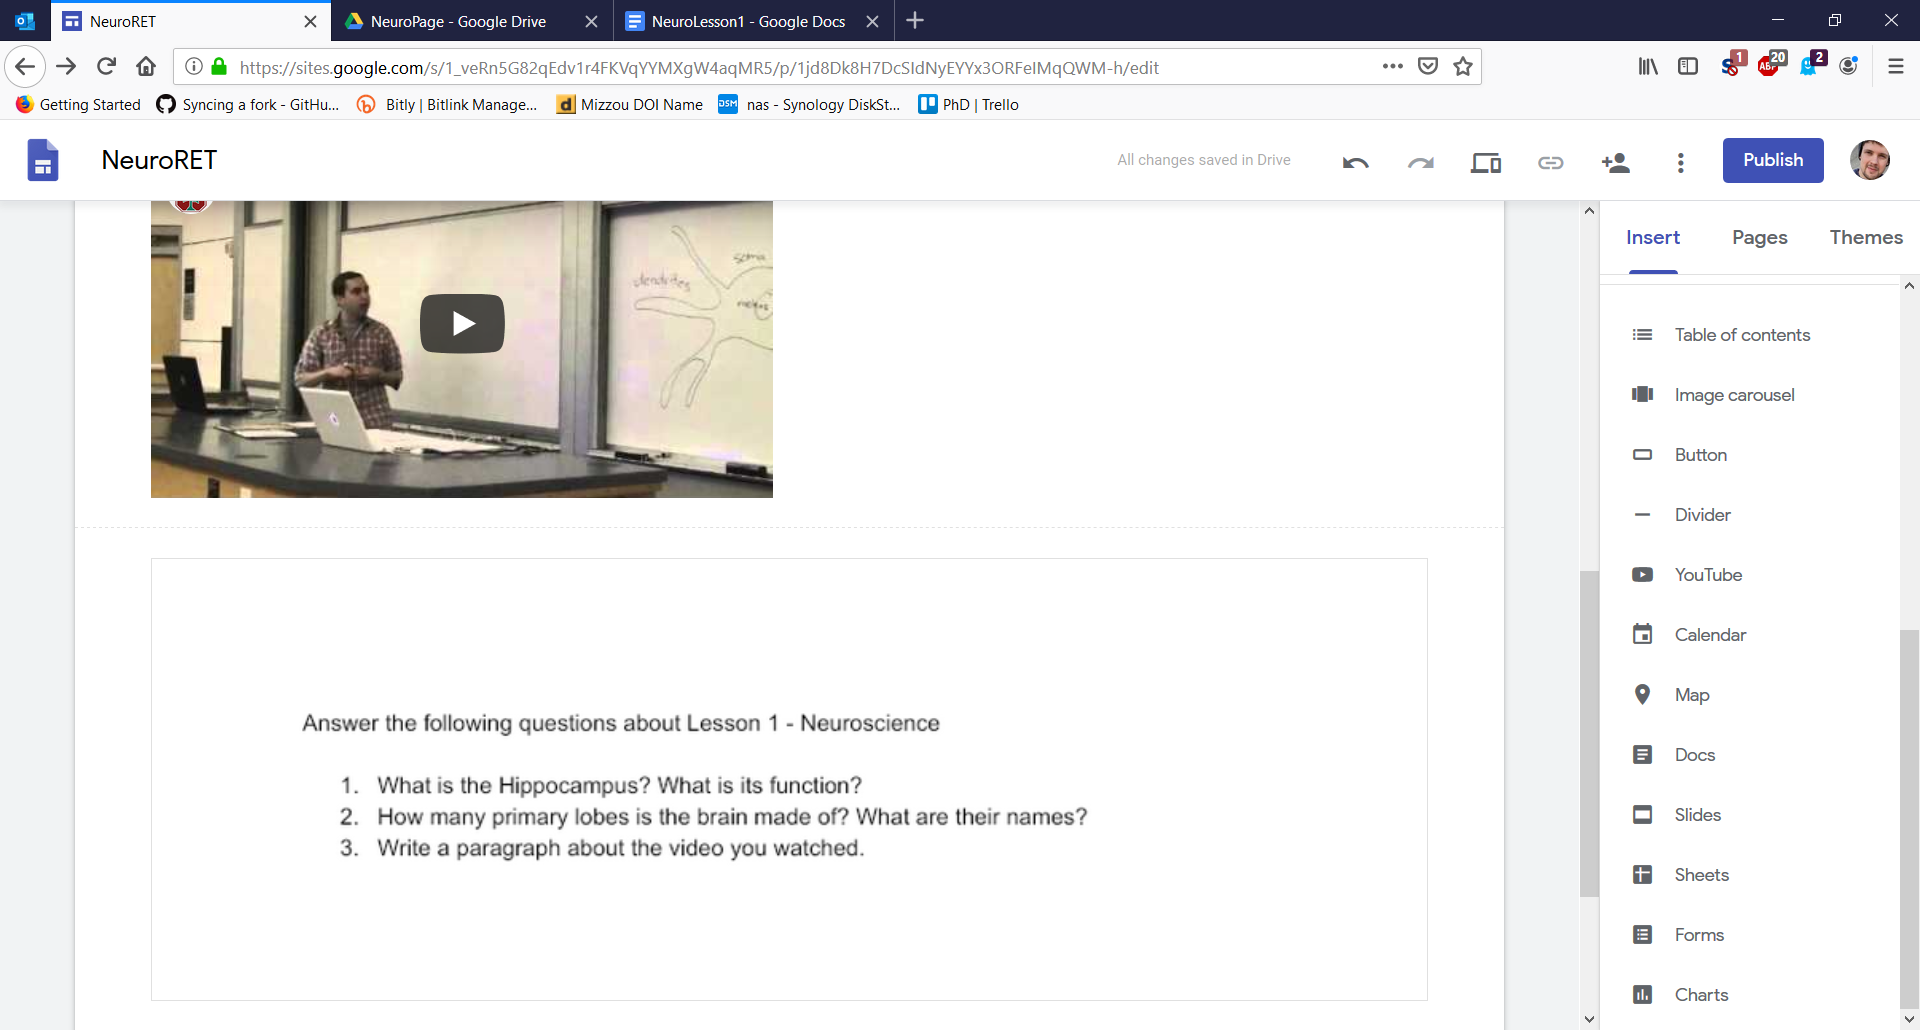 NeuroRET
NeuroPage - Google Drive
NeuroLesson1 - Google Docs
https://sites.google.com/s/1_veRn5G82qEdv1r4FKVqYYMXgW4aqMR5/p/1jd8Dk8H7DcSIdNyEYYx3ORFeIMqQWM-h/edit
1
ABP
20
2
Getting Started
Syncing a fork - GitHu...
Bitly | Bitlink Manage...
d
Mizzou DOI Name
DSM
nas - Synology DiskSt...
PhD | Trello
NeuroRET
All changes saved in Drive
Publish
Insert
Pages
Themes
soma
dendrites
Table of contents
Image carousel
Button
Divider
YouTube
Calendar
Map
Docs
Slides
Sheets
Forms
Charts
Answer the following questions about Lesson 1 - Neuroscience
1. What is the Hippocampus? What is its function?
2. How many primary lobes is the brain made of? What are their names?
3. Write a paragraph about the video you watched.